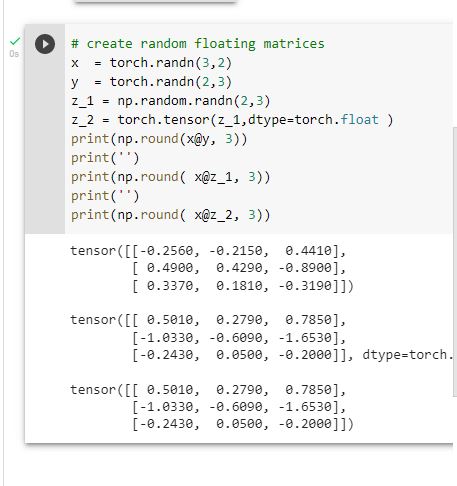 0s
# create random floating matrices
x  = torch.randn(3,2)
y  = torch.randn(2,3)
z_1 = np.random.randn(2,3)
z_2 = torch.tensor(z_1,dtype=torch.float )
print(np.round(x@y, 3))
print('')
print(np.round( x@z_1, 3))
print('')
print(np.round( x@z_2, 3))
tensor([[-0.2560, -0.2150,  0.4410],
        [ 0.4900,  0.4290, -0.8900],
        [ 0.3370,  0.1810, -0.3190]])
tensor([[ 0.5010,  0.2790,  0.7850],
        [-1.0330, -0.6090, -1.6530],
        [-0.2430,  0.0500, -0.2000]], dtype=torch.
tensor([[ 0.5010,  0.2790,  0.7850],
        [-1.0330, -0.6090, -1.6530],
        [-0.2430,  0.0500, -0.2000]])